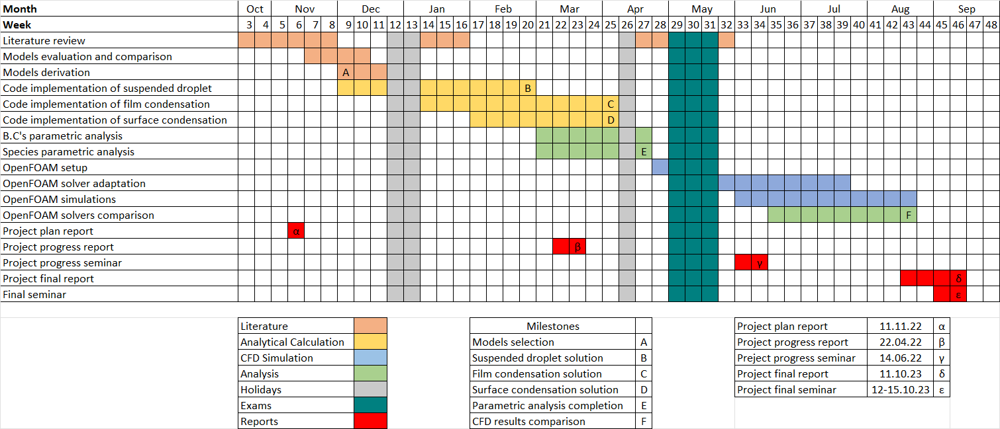 Month Oct Nov Dec Jan Feb Mar Apr May Jun Jul Aug Sep
Week 3 4 5 6 7 8 9 10 11 12 13 14 15 16 17 18 19 20 21 22 23 24 25 26 27 28 29 30 31 32 33 34 35 36 37 38 39 40 41 42 43 44 45 46 47 48
Literature review
Models evaluation and comparison
Models derivation A
Code implementation of suspended droplet B
Code implementation of film condensation C
Code implementation of surface condensation D
B.C's parametric analysis
Species parametric analysis E
OpenFOAM setup
OpenFOAM solver adaptation
OpenFOAM simulations
OpenFOAM solvers comparison F
Project plan report α
Project progress report β
Project progress seminar γ
Project final report δ
Final seminar ε
Literature
Analytical Calculation
CFD Simulation
Analysis
Holidays
Exams
Reports
Milestones
Models selection A
Suspended droplet solution B
Film condensation solution C
Surface condensation solution D
Parametric analysis completion E
CFD results comparison F
Project plan report 11.11.22 α
Project progress report 22.04.22 β
Preject progress seminar 14.06.22 γ
Project final report 11.10.23 δ
Project final seminar 12-15.10.23 ε